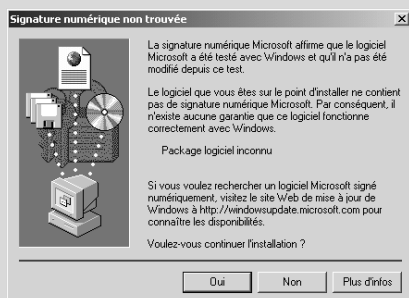 Signature numérique non trouvée
La signature numérique Microsoft affirme que le logiciel
Microsoft a été testé avec Windows et qu'il n'a pas été
modifié depuis ce test.
Le logiciel que vous êtes sur le point d'installer ne contient
pas de signature numérique Microsoft. Par conséquent, il
n'existe aucune garantie que ce logiciel fonctionne
correctement avec Windows.
Package logiciel inconnu
Si vous voulez rechercher un logiciel Microsoft signé
numériquement, visitez le site Web de mise à jour de
Windows à http://windowsupdate.microsoft.com pour
connaître les disponibilités.
Voulez-vous continuer l'installation ?
Oui Non Plus d'infos